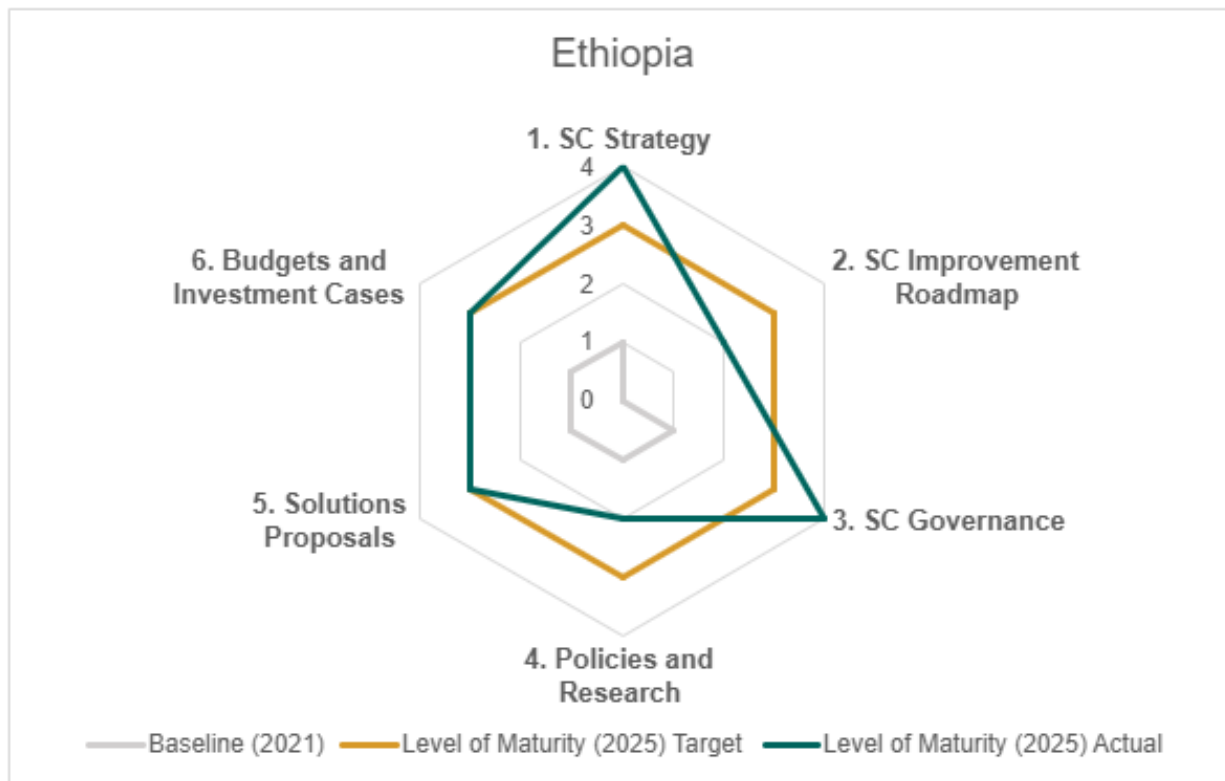 Ethiopia
1. SC Strategy
4
3
2
1
0
2. SC Improvement
Roadmap
3. SC Governance
4. Policies and
Research
5. Solutions
Proposals
6. Budgets and
Investment Cases
Baseline (2021)
Level of Maturity (2025) Target
Level of Maturity (2025) Actual